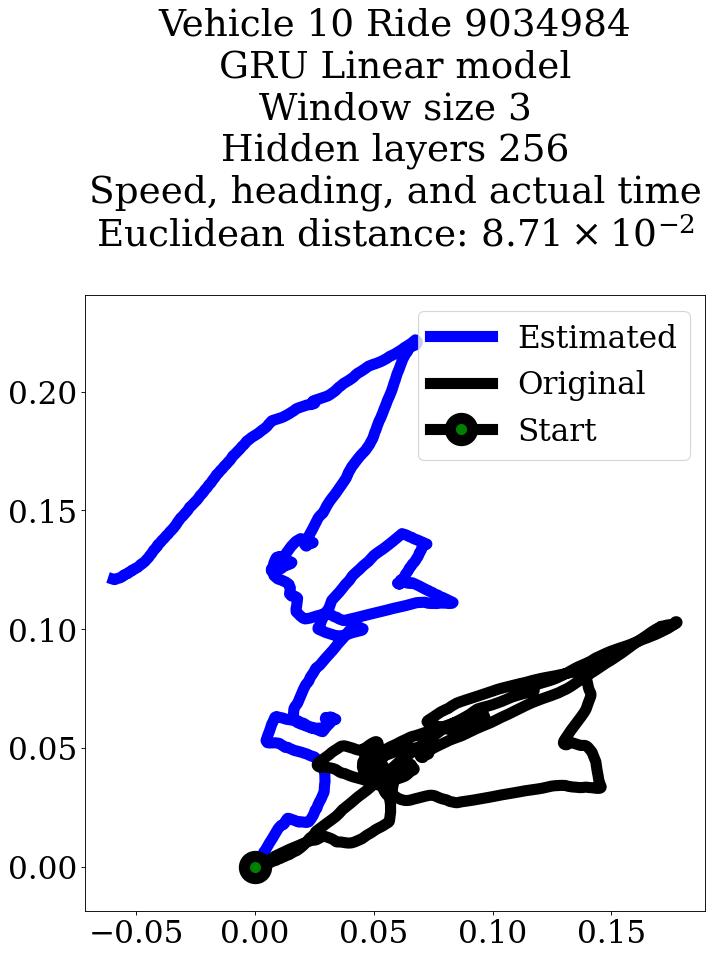 Vehicle 10 Ride 9034984
GRU Linear model
Window size 3
Hidden layers 256
Speed, heading, and actual time
Euclidean distance: 8.71 × 10⁻²
Estimated
Original
Start
0.20
0.15
0.10
0.05
0.00
−0.05 0.00 0.05 0.10 0.15